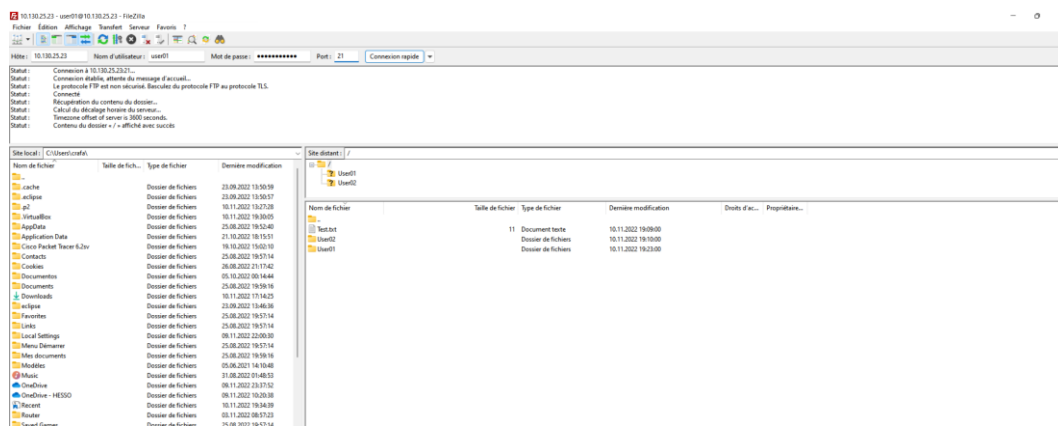 10.130.25.23 - user01@10.130.25.23 - FileZilla
Fichier Édition Affichage Transfert Serveur Favoris ?
Hôte : 10.130.25.23 Nom d'utilisateur : user01 Mot de passe : ●●●●●●●●●●● Port : 21 Connexion rapide
Statut : Connexion à 10.130.25.23:21...
Statut : Connexion établie, attente du message d'accueil...
Statut : Le protocole FTP est non sécurisé. Basculez du protocole FTP au protocole TLS.
Statut : Connecté
Statut : Récupération du contenu du dossier...
Statut : Calcul du décalage horaire du serveur...
Statut : Timezone offset of server is 3600 seconds.
Statut : Contenu du dossier « / » affiché avec succès
Site local : C:\Users\crafa\
Nom de fichier Taille de fich... Type de fichier Dernière modification
..
.cache Dossier de fichiers 23.09.2022 13:50:59
.eclipse Dossier de fichiers 23.09.2022 13:50:57
.p2 Dossier de fichiers 10.11.2022 13:27:28
.VirtualBox Dossier de fichiers 10.11.2022 19:30:05
AppData Dossier de fichiers 25.08.2022 19:52:40
Application Data Dossier de fichiers 21.10.2022 18:15:51
Cisco Packet Tracer 6.2sv Dossier de fichiers 19.10.2022 15:02:10
Contacts Dossier de fichiers 25.08.2022 19:57:14
Cookies Dossier de fichiers 26.08.2022 21:17:42
Documentos Dossier de fichiers 05.10.2022 00:14:44
Documents Dossier de fichiers 25.08.2022 19:59:16
Downloads Dossier de fichiers 10.11.2022 17:14:25
eclipse Dossier de fichiers 23.09.2022 13:46:36
Favorites Dossier de fichiers 25.08.2022 19:57:14
Links Dossier de fichiers 25.08.2022 19:57:14
Local Settings Dossier de fichiers 09.11.2022 22:00:30
Menu Démarrer Dossier de fichiers 25.08.2022 19:57:14
Mes documents Dossier de fichiers 25.08.2022 19:59:16
Modèles Dossier de fichiers 05.06.2021 14:10:48
Music Dossier de fichiers 31.08.2022 01:48:53
OneDrive Dossier de fichiers 09.11.2022 23:37:52
OneDrive - HESSO Dossier de fichiers 09.11.2022 10:20:38
Recent Dossier de fichiers 10.11.2022 19:34:39
Router Dossier de fichiers 03.11.2022 08:57:23
Saved Games Dossier de fichiers 25.08.2022 19:57:14
Site distant : /
/
User01
User02
Nom de fichier Taille de fichier Type de fichier Dernière modification Droits d'ac... Propriétaire...
..
Test.txt 11 Document texte 10.11.2022 19:09:00
User02 Dossier de fichiers 10.11.2022 19:10:00
User01 Dossier de fichiers 10.11.2022 19:23:00